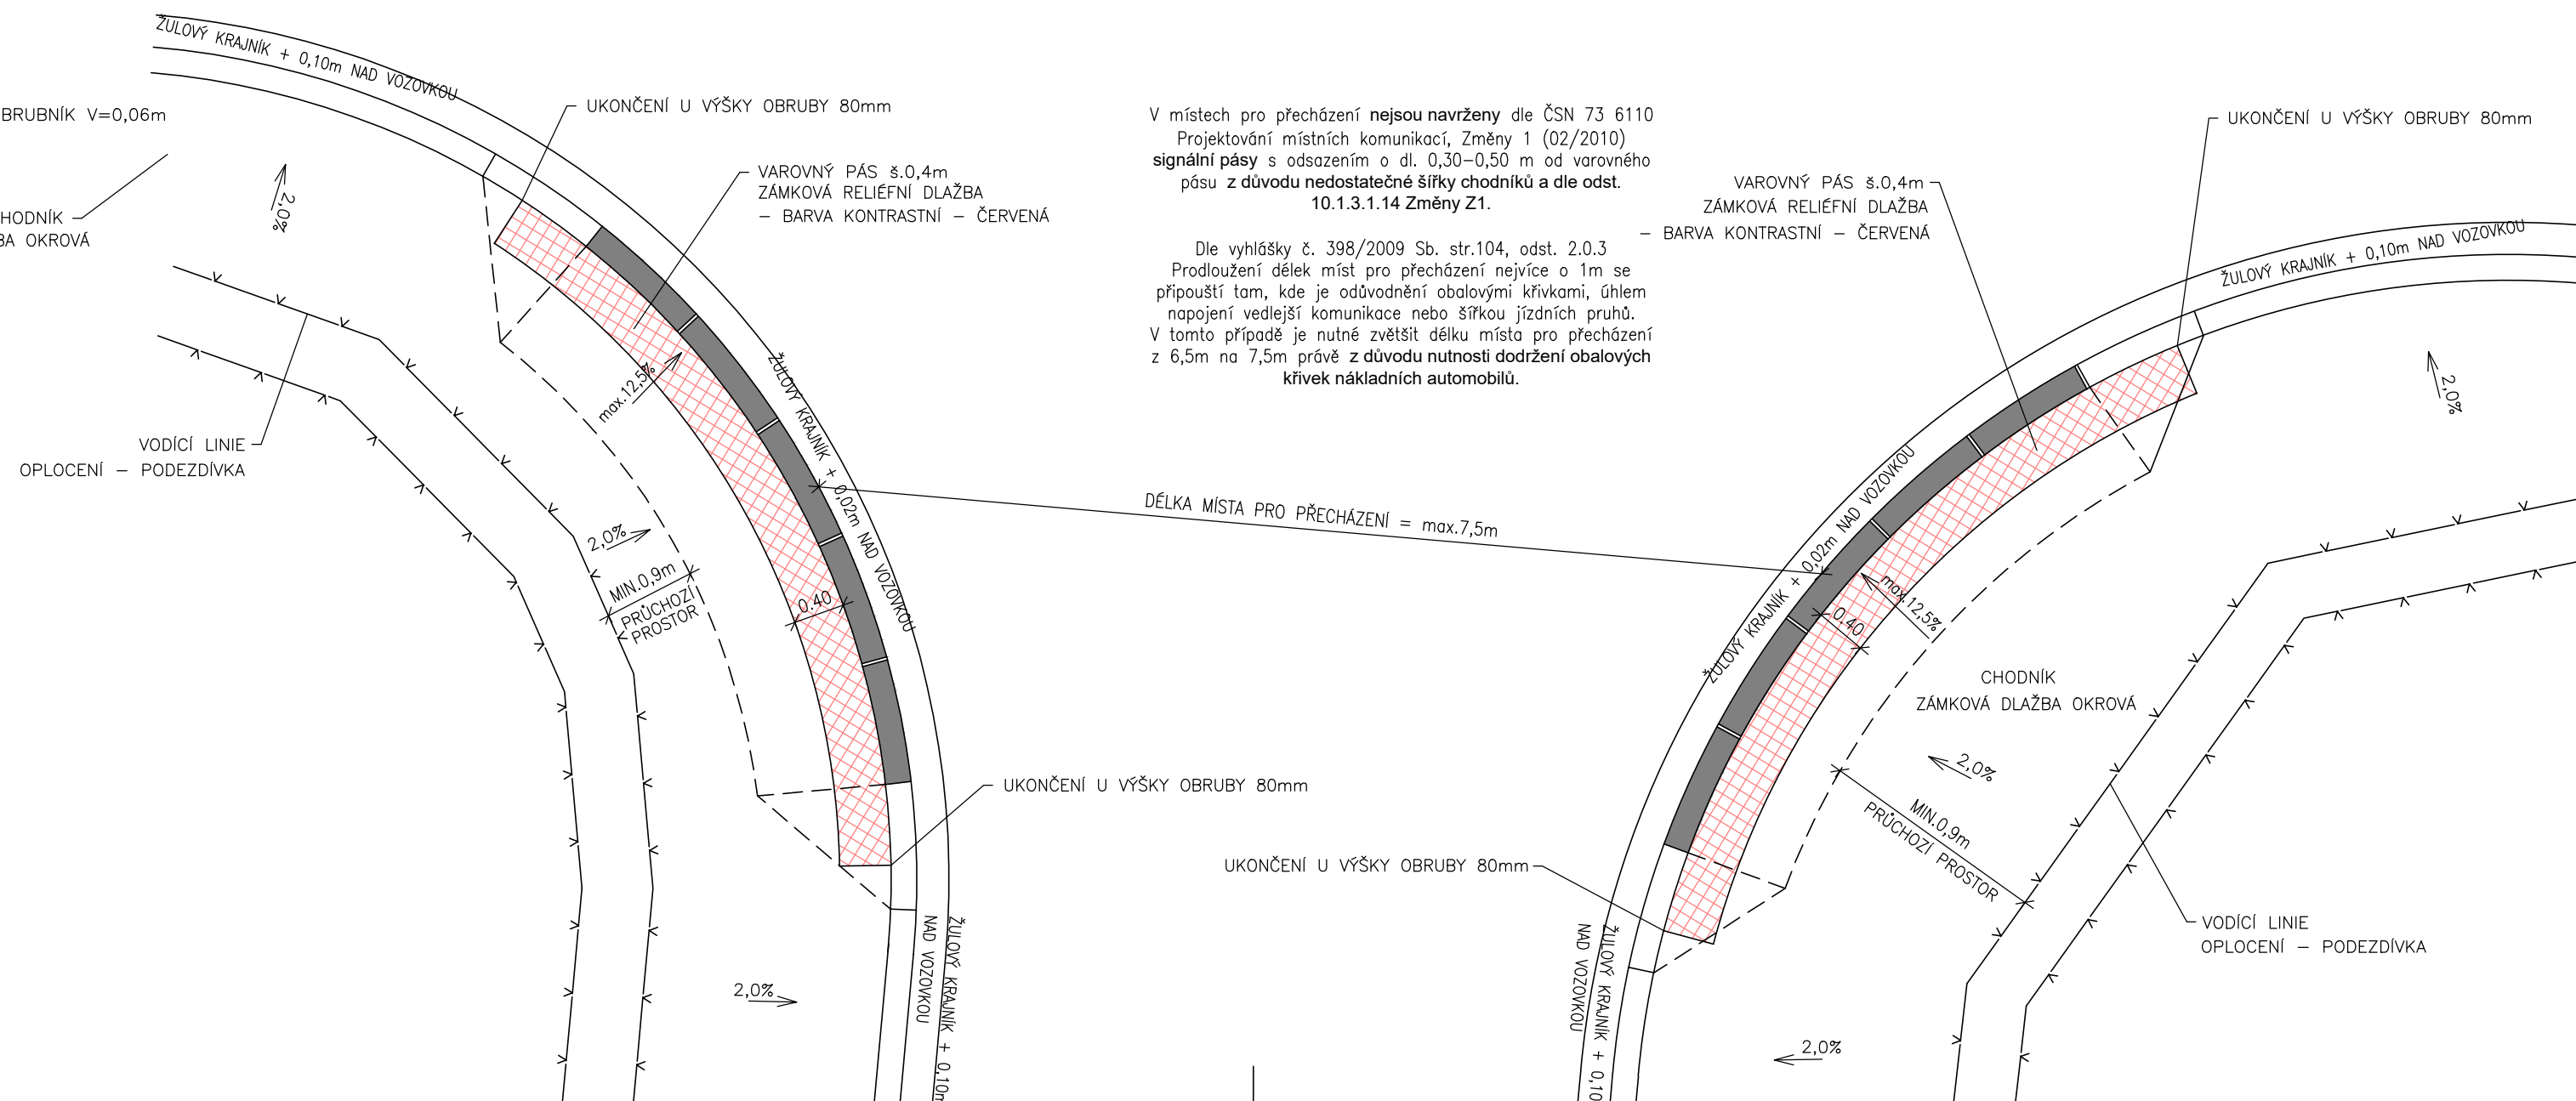 ŽULOVÝ KRAJNÍK + 0,10m NAD VOZOVKOU
BRUBNÍK V=0,06m
HODNÍK
BA OKROVÁ
2,0%
UKONČENÍ U VÝŠKY OBRUBY 80mm
VAROVNÝ PÁS š.0,4m
ZÁMKOVÁ RELIÉFNÍ DLAŽBA
– BARVA KONTRASTNÍ – ČERVENÁ
max.12,5%
VODÍCÍ LINIE
OPLOCENÍ – PODEZDÍVKA
ŽULOVÝ KRAJNÍK + 0,02m NAD VOZOVKOU
2,0%
MIN.0,9m
PRŮCHOZÍ
PROSTOR
0.40
UKONČENÍ U VÝŠKY OBRUBY 80mm
2,0%
ŽULOVÝ KRAJNÍK + 0,10m
NAD VOZOVKOU
V místech pro přecházení nejsou navrženy dle ČSN 73 6110
Projektování místních komunikací, Změny 1 (02/2010)
signální pásy s odsazením o dl. 0,30–0,50 m od varovného
pásu z důvodu nedostatečné šířky chodníků a dle odst.
10.1.3.1.14 Změny Z1.
Dle vyhlášky č. 398/2009 Sb. str.104, odst. 2.0.3
Prodloužení délek míst pro přecházení nejvíce o 1m se
připouští tam, kde je odůvodnění obalovými křivkami, úhlem
napojení vedlejší komunikace nebo šířkou jízdních pruhů.
V tomto případě je nutné zvětšit délku místa pro přecházení
z 6,5m na 7,5m právě z důvodu nutnosti dodržení obalových
křivek nákladních automobilů.
DÉLKA MÍSTA PRO PŘECHÁZENÍ = max.7,5m
UKONČENÍ U VÝŠKY OBRUBY 80mm
VAROVNÝ PÁS š.0,4m
ZÁMKOVÁ RELIÉFNÍ DLAŽBA
– BARVA KONTRASTNÍ – ČERVENÁ
ŽULOVÝ KRAJNÍK + 0,10m NAD VOZOVKOU
2,0%
ŽULOVÝ KRAJNÍK + 0,02m NAD VOZOVKOU
max.12,5%
0.40
CHODNÍK
ZÁMKOVÁ DLAŽBA OKROVÁ
2,0%
MIN.0,9m
PRŮCHOZÍ PROSTOR
UKONČENÍ U VÝŠKY OBRUBY 80mm
VODÍCÍ LINIE
OPLOCENÍ – PODEZDÍVKA
ŽULOVÝ KRAJNÍK + 0,10
NAD VOZOVKOU
2,0%